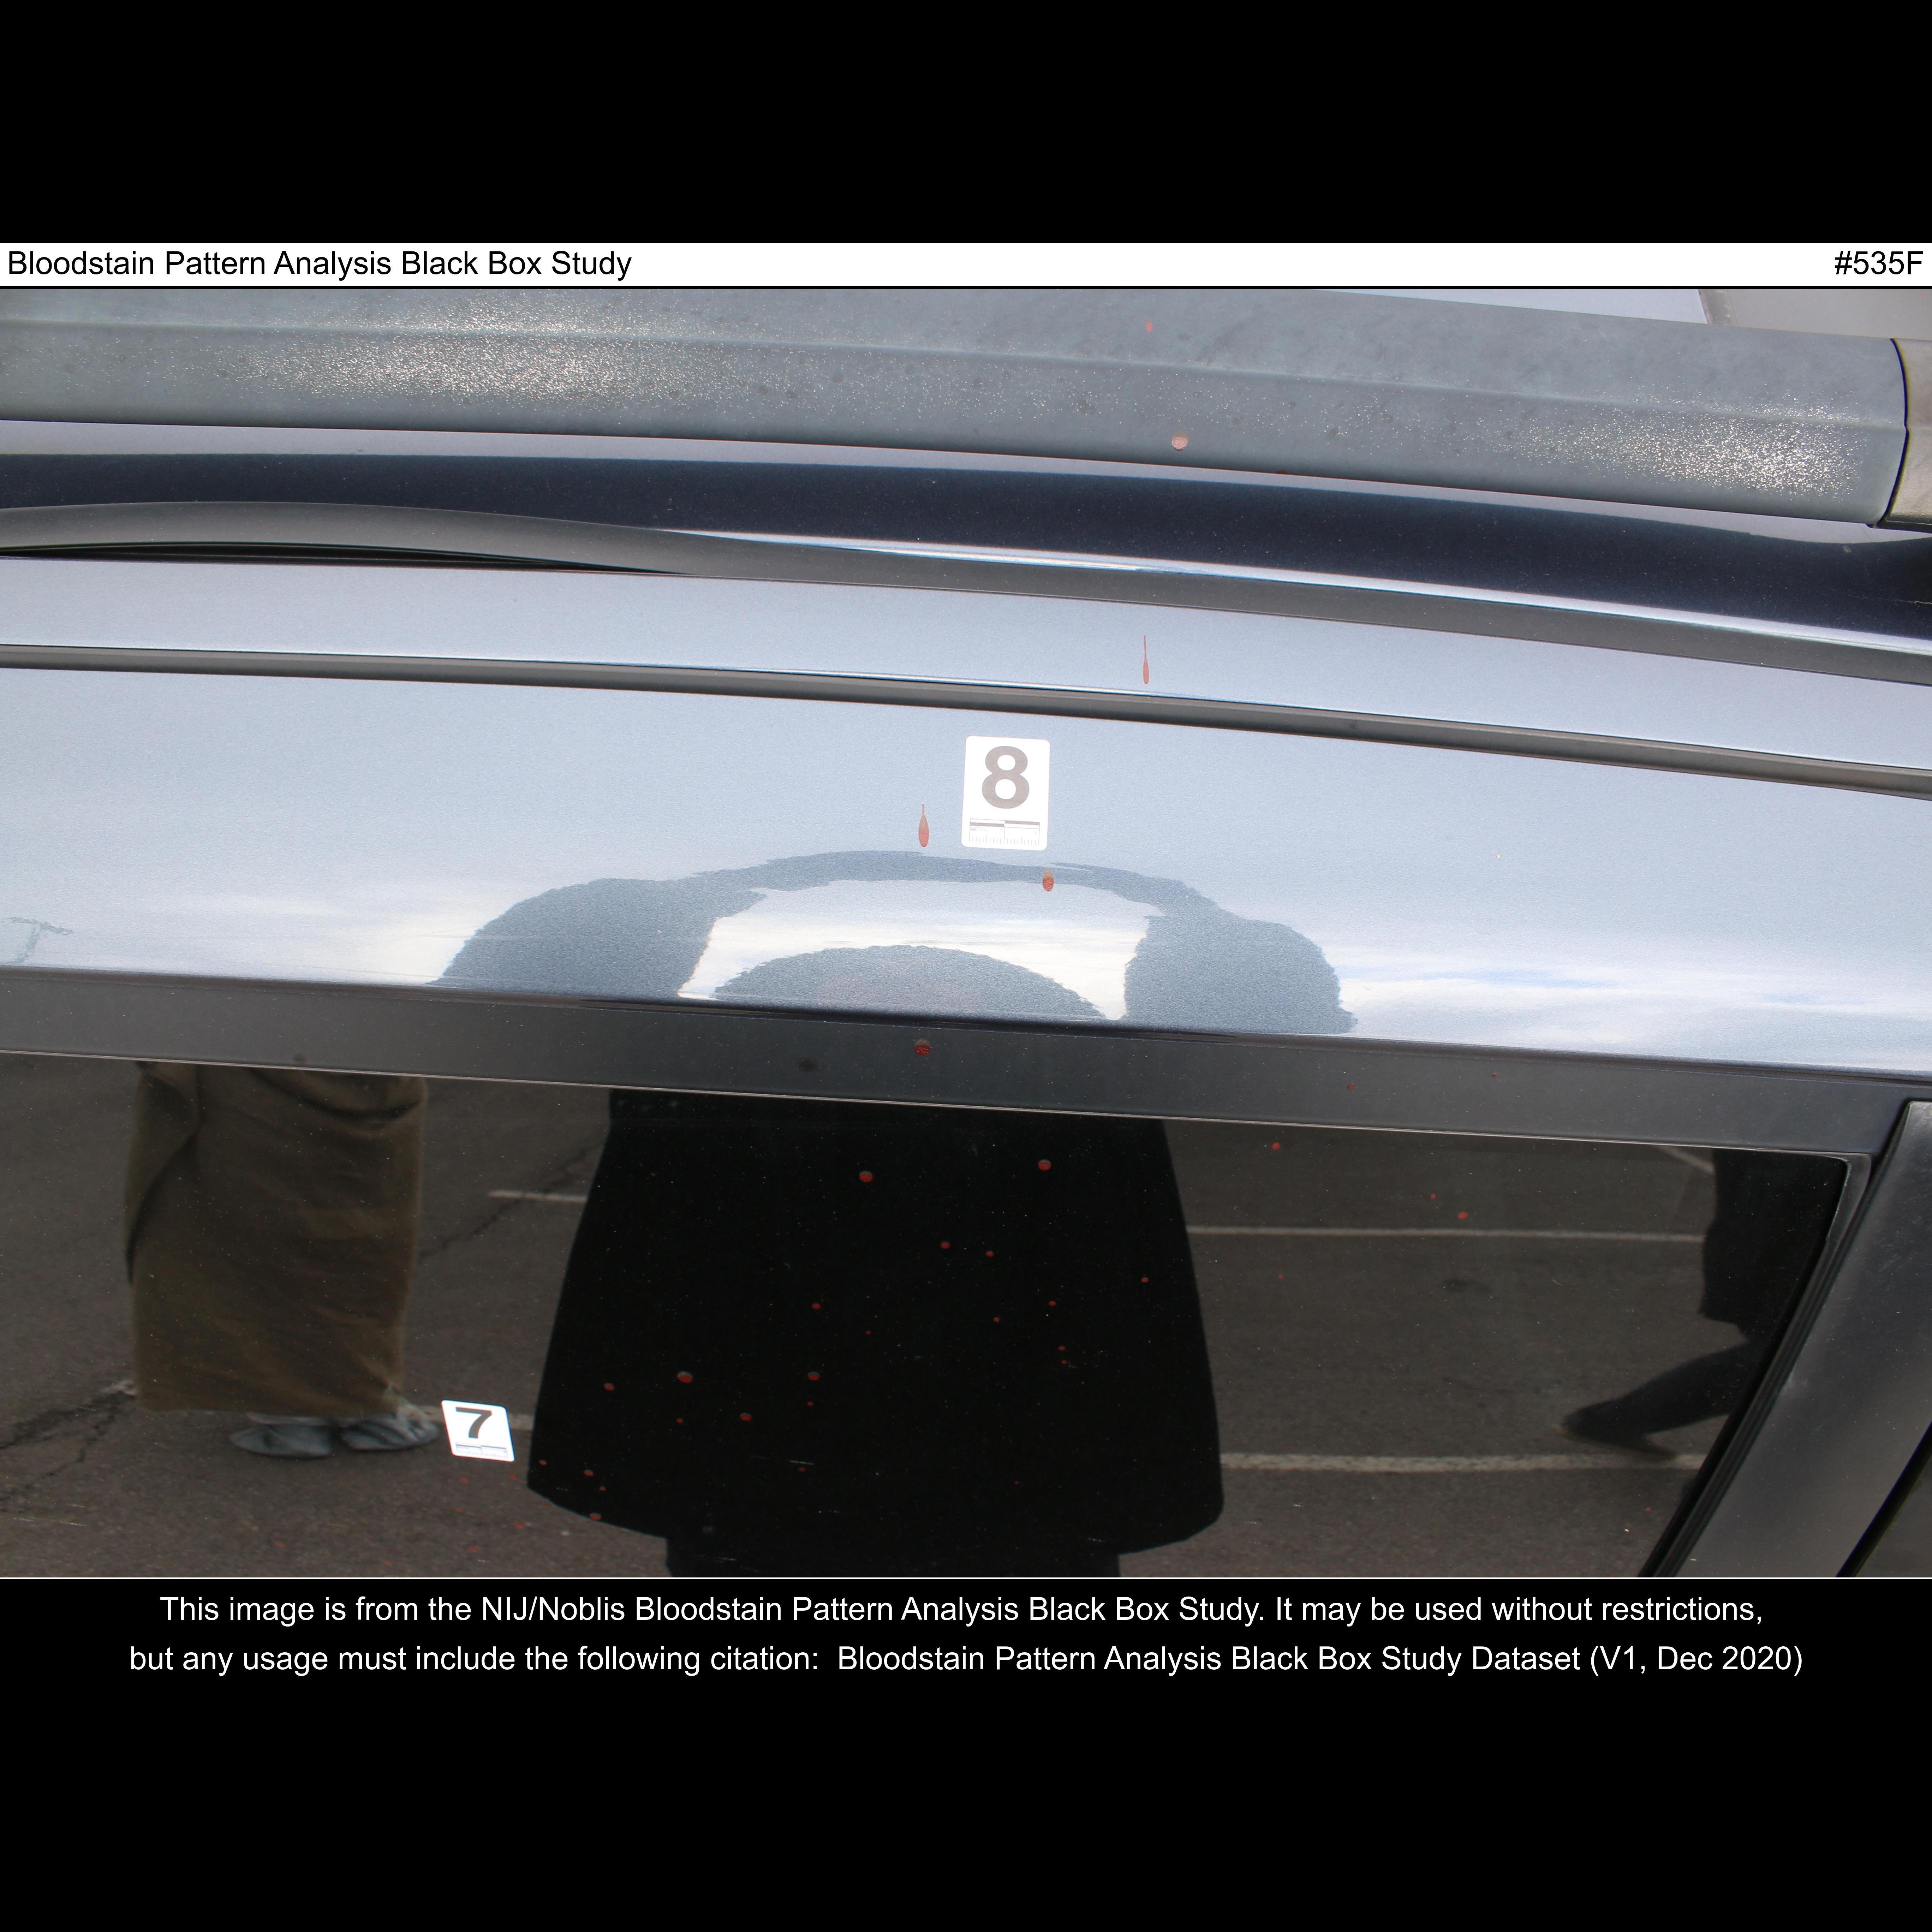 Bloodstain Pattern Analysis Black Box Study #535F
8
7
This image is from the NIJ/Noblis Bloodstain Pattern Analysis Black Box Study. It may be used without restrictions,
but any usage must include the following citation:  Bloodstain Pattern Analysis Black Box Study Dataset (V1, Dec 2020)